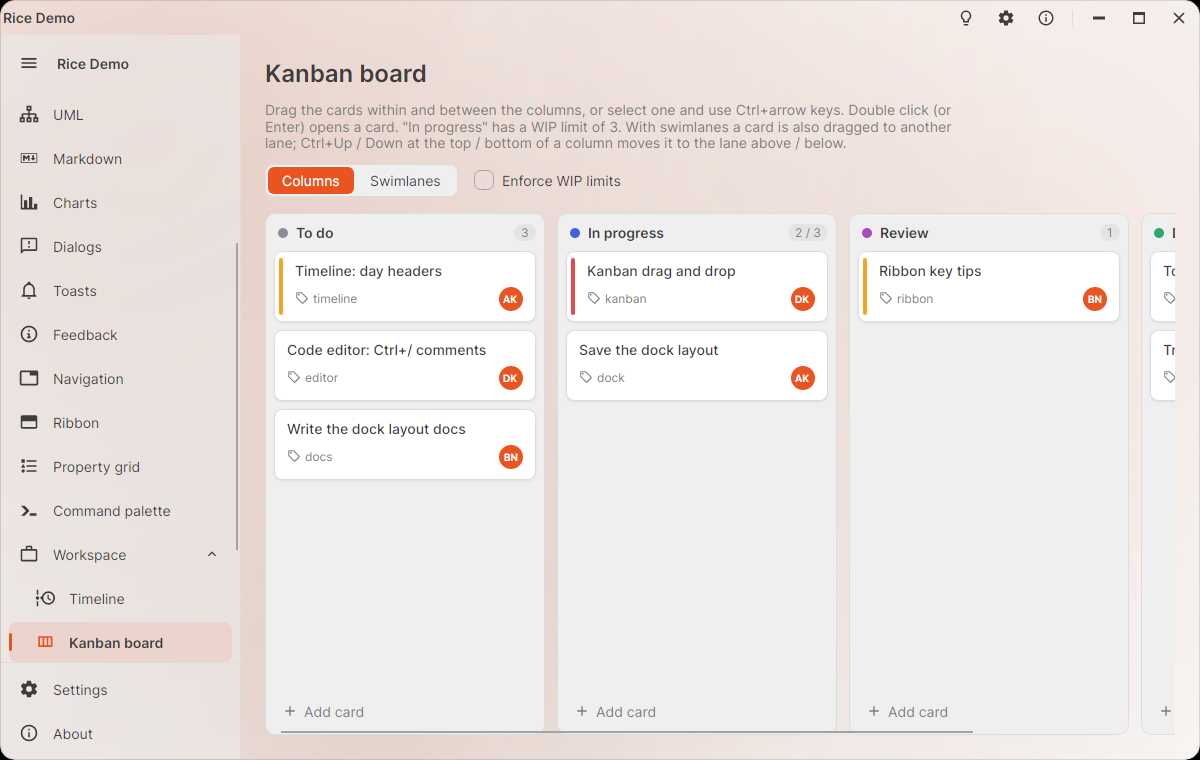 Rice Demo
Rice Demo
UML
Markdown
Charts
Dialogs
Toasts
Feedback
Navigation
Ribbon
Property grid
Command palette
Workspace
Timeline
Kanban board
Settings
About
Kanban board
Drag the cards within and between the columns, or select one and use Ctrl+arrow keys. Double click (or
Enter) opens a card. "In progress" has a WIP limit of 3. With swimlanes a card is also dragged to another
lane; Ctrl+Up / Down at the top / bottom of a column moves it to the lane above / below.
Columns Swimlanes Enforce WIP limits
To do 3
Timeline: day headers
timeline AK
Code editor: Ctrl+/ comments
editor DK
Write the dock layout docs
docs BN
+ Add card
In progress 2 / 3
Kanban drag and drop
kanban DK
Save the dock layout
dock AK
+ Add card
Review 1
Ribbon key tips
ribbon BN
+ Add card